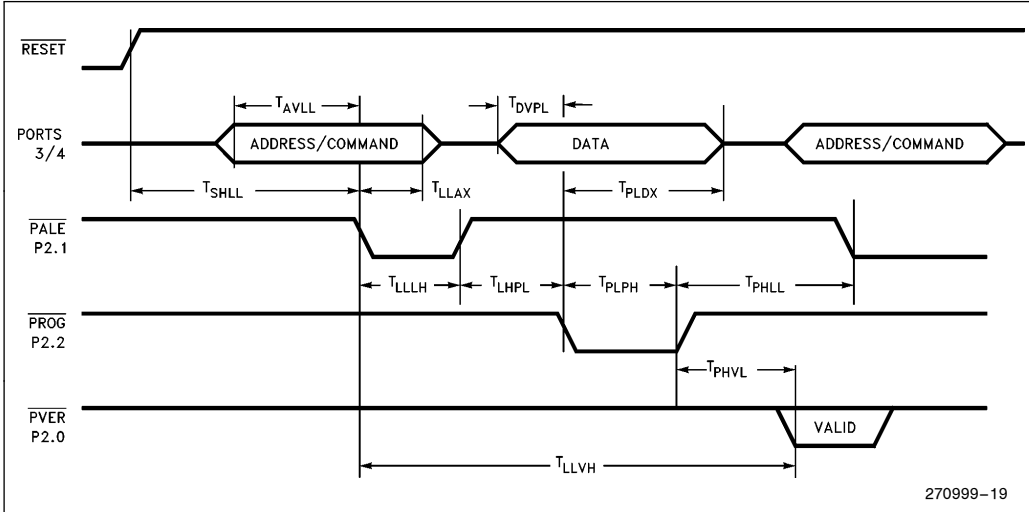 RESET
T_AVLL
T_DVPL
PORTS
3/4
ADDRESS/COMMAND
DATA
ADDRESS/COMMAND
T_SHLL
T_LLAX
T_PLDX
PALE
P2.1
T_LLLH
T_LHPL
T_PLPH
T_PHLL
PROG
P2.2
T_PHVL
PVER
P2.0
VALID
T_LLVH
270999-19